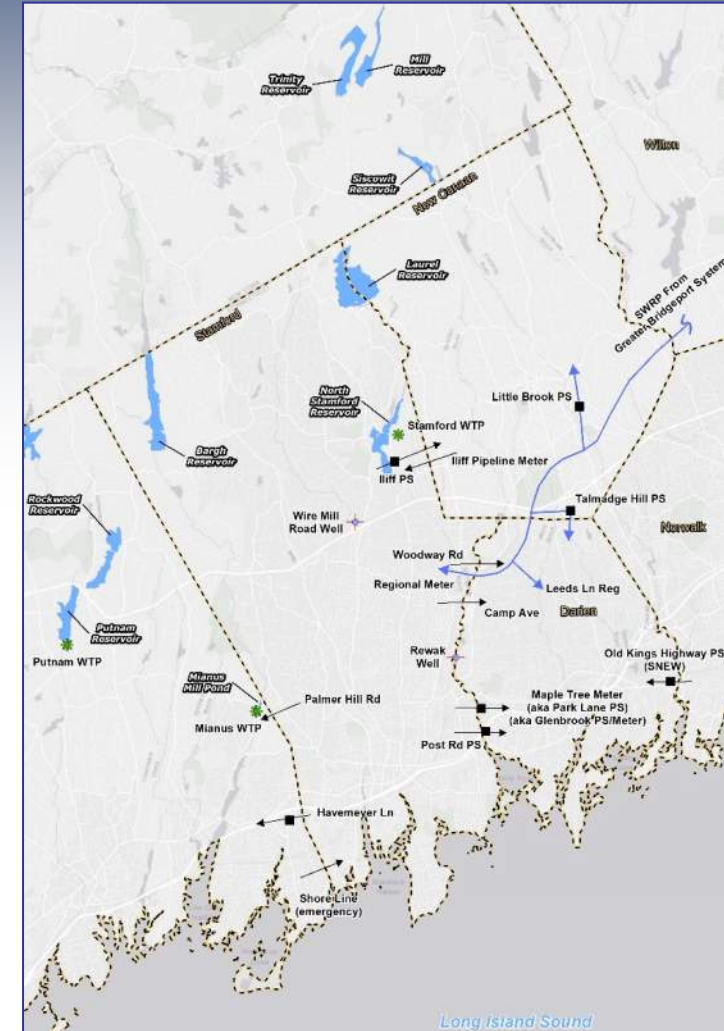 Mill
Reservoir
Trinity
Reservoir
Wilton
Siscowit
Reservoir
New Canaan
Laurel
Reservoir
SWRP From
Greater Bridgeport System
Stamford
North
Stamford
Reservoir
Little Brook PS
Stamford WTP
Bargh
Reservoir
Iliff Pipeline Meter
Iliff PS
Rockwood
Reservoir
Wire Mill
Road Well
Talmadge Hill PS
Norwalk
Woodway Rd
Regional Meter
Leeds Ln Reg
Camp Ave
Darien
Putnam
Reservoir
Putnam WTP
Rewak
Well
Old Kings Highway PS
(SNEW)
Mianus
Mill Pond
Palmer Hill Rd
Maple Tree Meter
(aka Park Lane PS)
(aka Glenbrook PS/Meter)
Mianus WTP
Post Rd PS
Havemeyer Ln
Shore Line
(emergency)
Long Island Sound